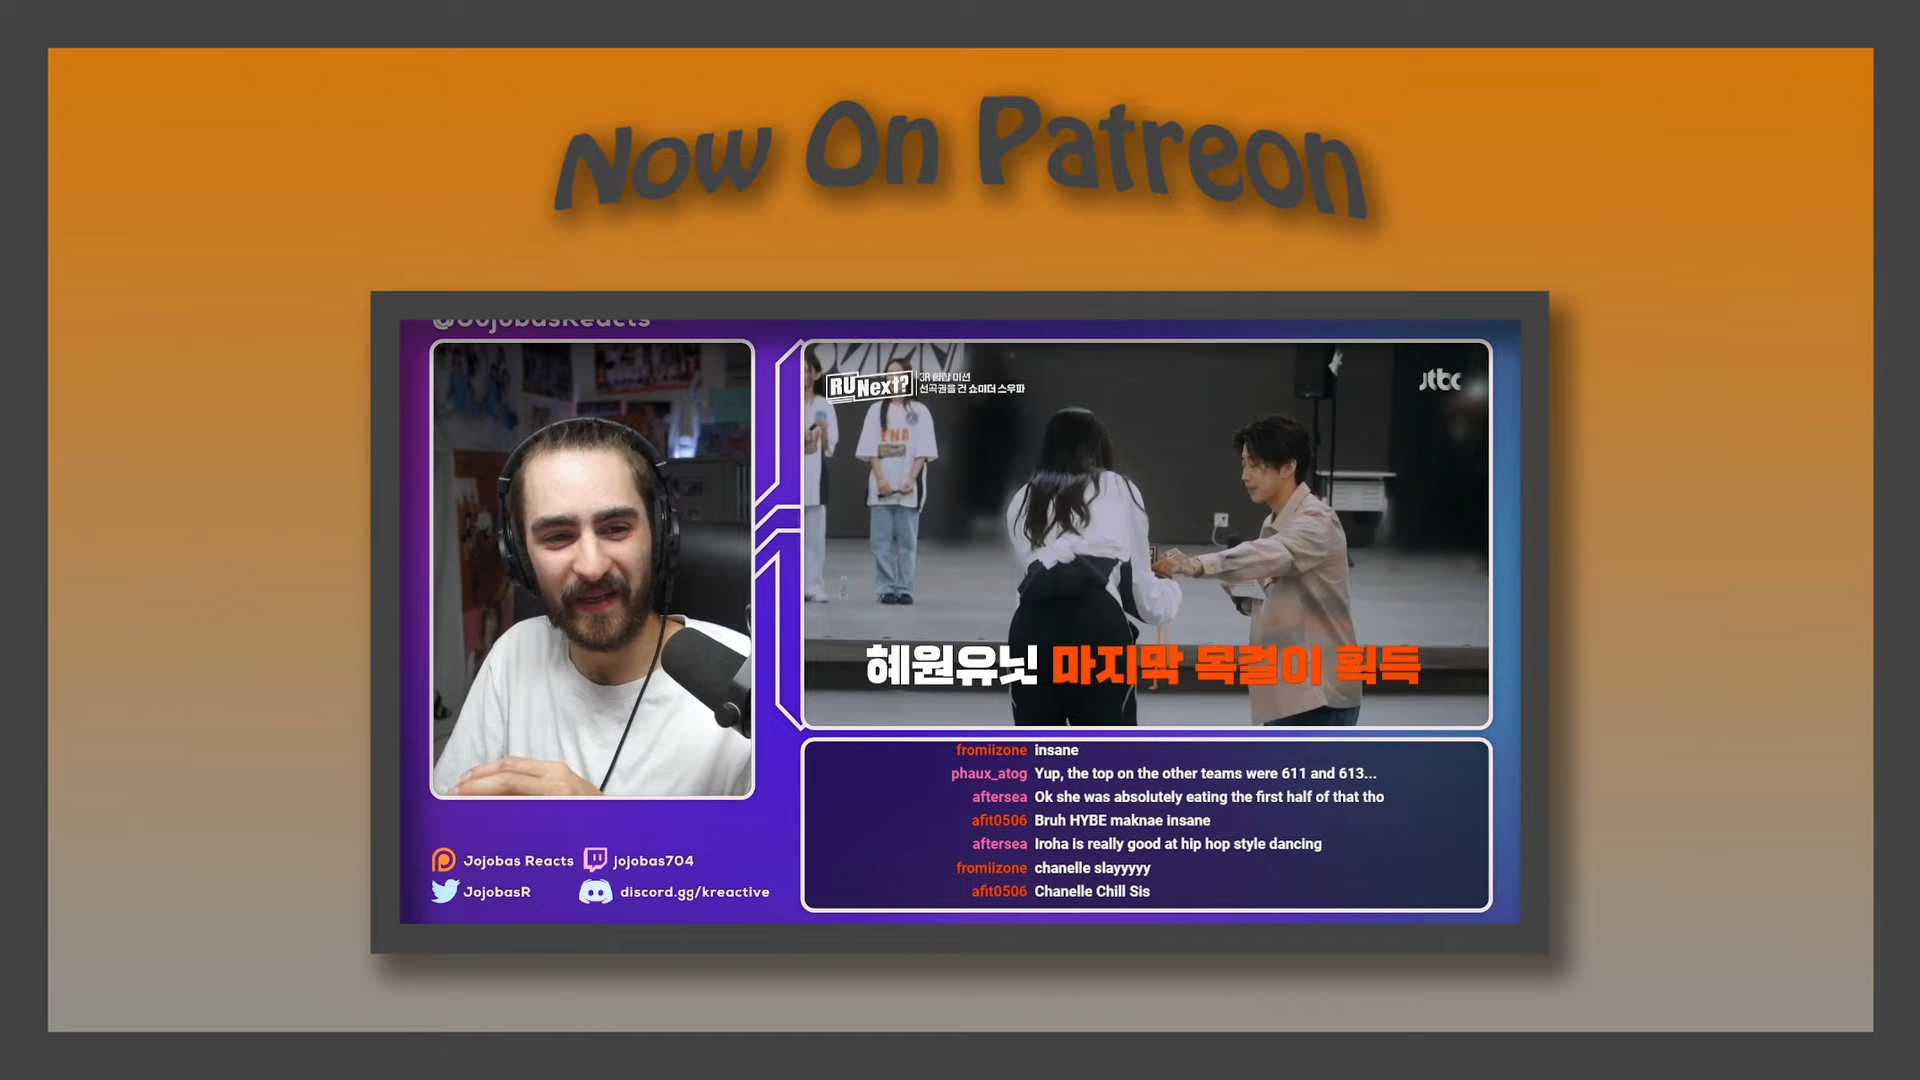 Now On Patreon
@JojobasReacts
RUNext?
3R 팀합 미션
선곡권을 건 쇼미더 스우파
jtbc
혜원유닛 마지막 목걸이 획득
fromiizone insane
phaux_atog Yup, the top on the other teams were 611 and 613...
aftersea Ok she was absolutely eating the first half of that tho
afit0506 Bruh HYBE maknae insane
aftersea Iroha is really good at hip hop style dancing
fromiizone chanelle slayyyyy
afit0506 Chanelle Chill Sis
Jojobas Reacts jojobas704
JojobasR discord.gg/kreactive